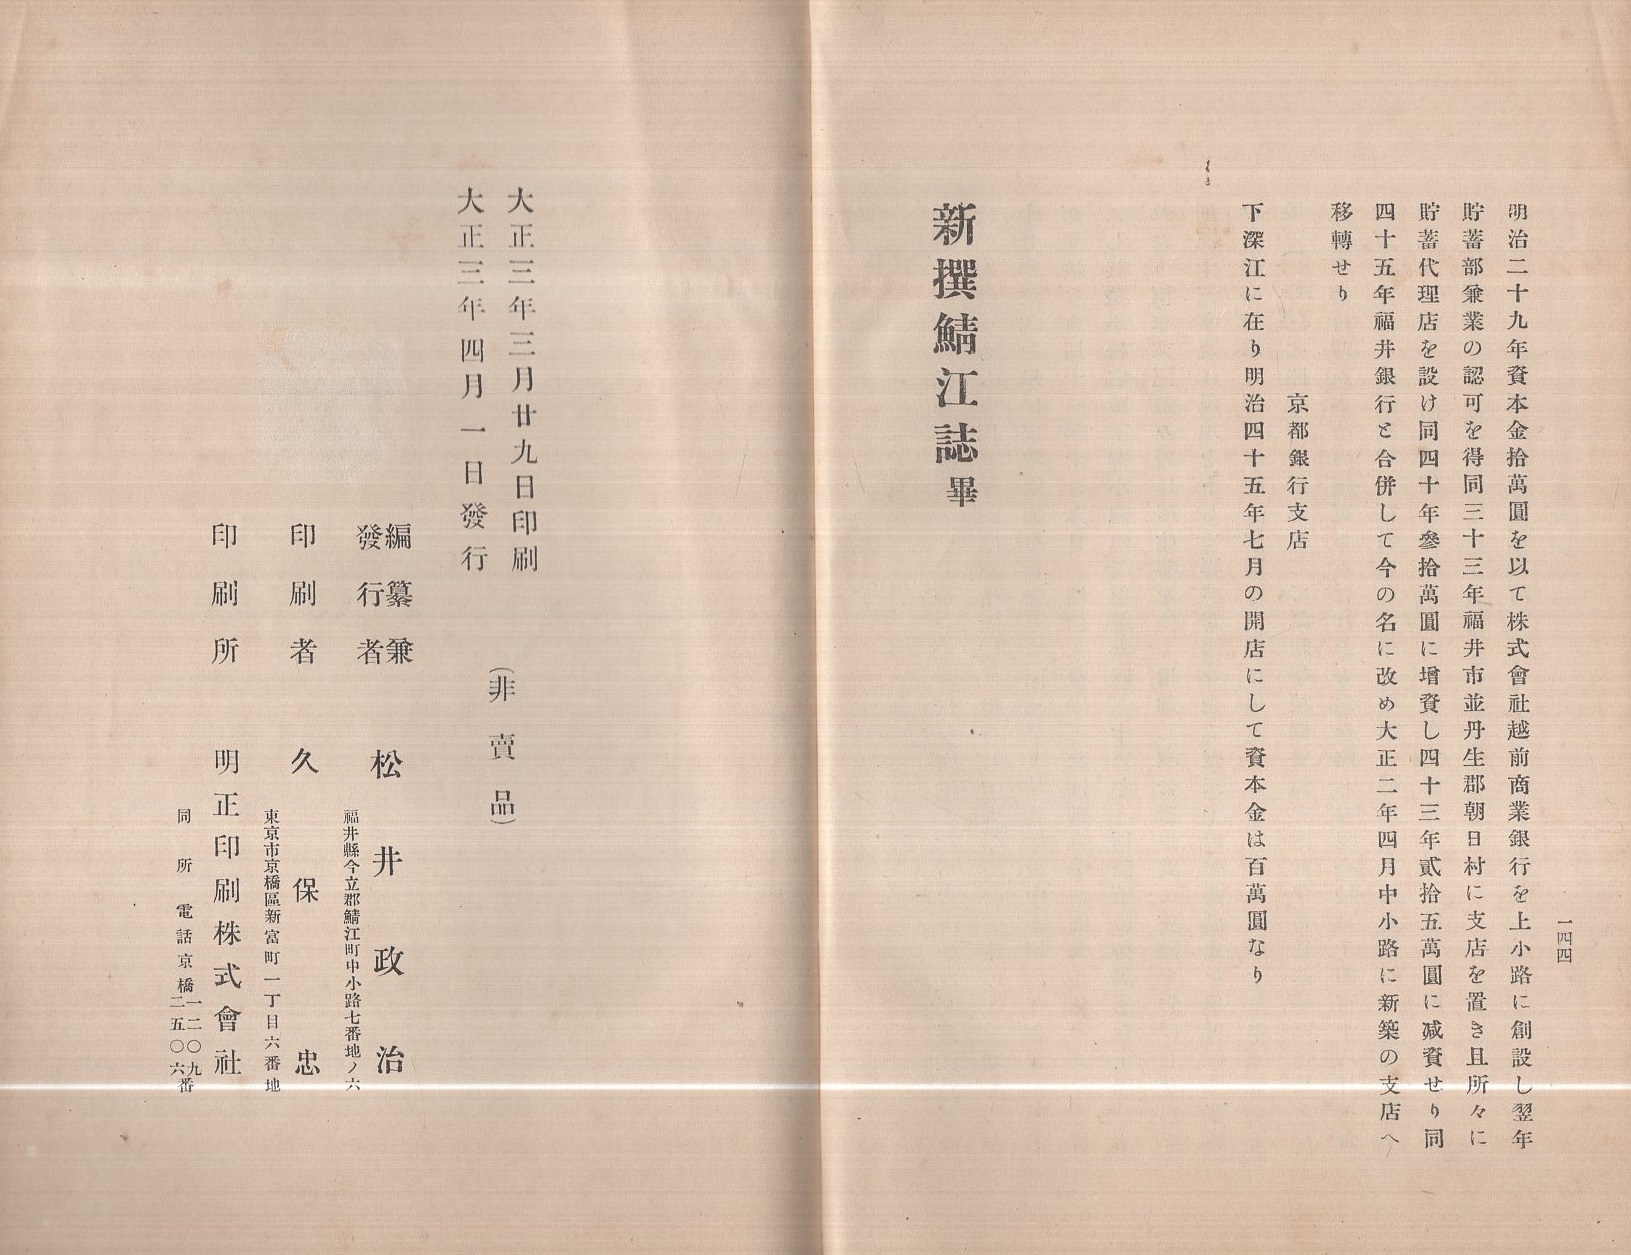 一四四
明治二十九年資本金拾萬圓を以て株式會社越前商業銀行を上小路に創設し翌年
貯蓄部兼業の認可を得同三十三年福井市並丹生郡朝日村に支店を置き且所々に
貯蓄代理店を設け同四十年參拾萬圓に增資し四十三年貳拾五萬圓に减資せり同
四十五年福井銀行と合併して今の名に改め大正二年四月中小路に新築の支店へ
移轉せり
京都銀行支店
下深江に在り明治四十五年七月の開店にして資本金は百萬圓なり
新撰鯖江誌畢
大正三年三月廿九日印刷
大正三年四月一日發行
(非賣品)
編纂兼
發行者
松井政治
福井縣今立郡鯖江町中小路七番地ノ六
印刷者
久保忠
東京市京橋區新富町一丁目六番地
印刷所
明正印刷株式會社
同所電話京橋一二〇九
二五〇六番